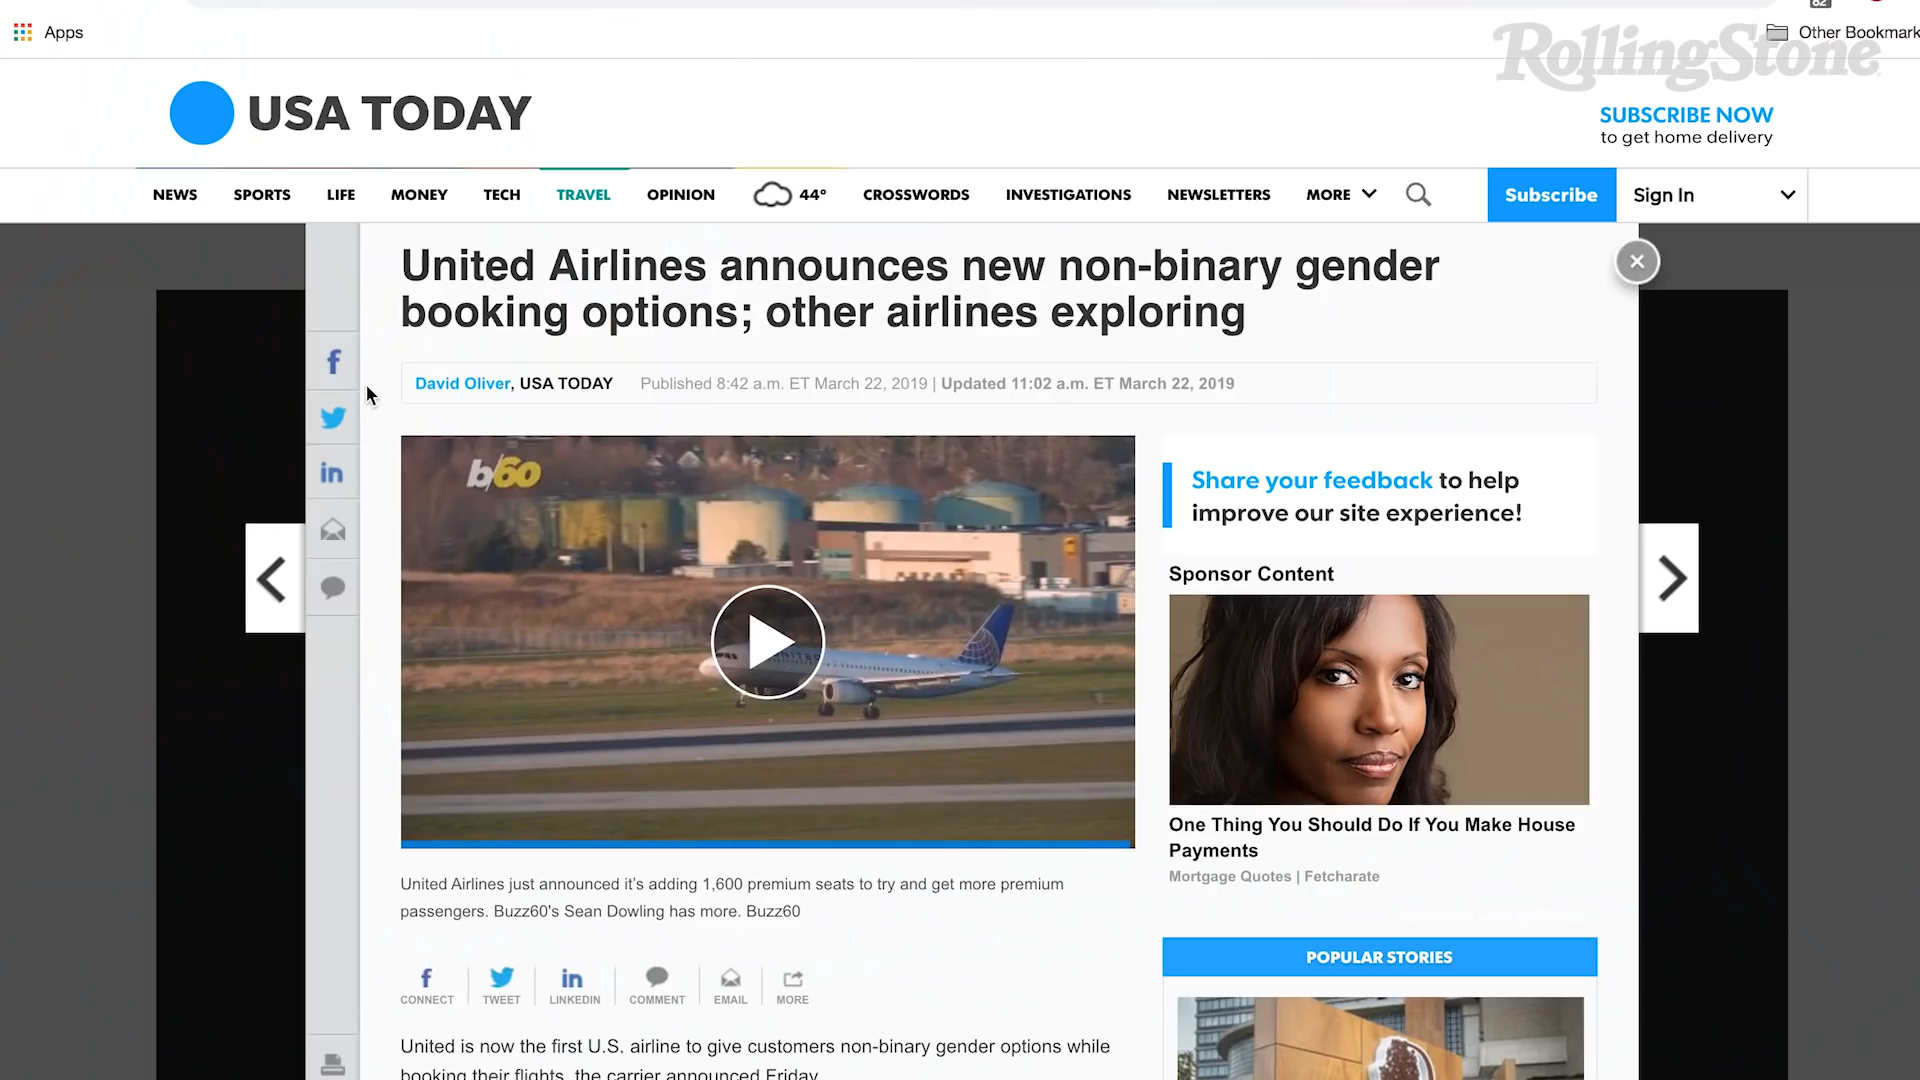 62
Apps
Other Bookmark
RollingStone
USA TODAY
SUBSCRIBE NOW
to get home delivery
NEWS SPORTS LIFE MONEY TECH TRAVEL OPINION 44° CROSSWORDS INVESTIGATIONS NEWSLETTERS MORE Subscribe Sign In
United Airlines announces new non-binary gender
booking options; other airlines exploring
David Oliver, USA TODAY Published 8:42 a.m. ET March 22, 2019 | Updated 11:02 a.m. ET March 22, 2019
b/60
UNITED
Share your feedback to help
improve our site experience!
Sponsor Content
One Thing You Should Do If You Make House
Payments
Mortgage Quotes | Fetcharate
United Airlines just announced it's adding 1,600 premium seats to try and get more premium
passengers. Buzz60's Sean Dowling has more. Buzz60
POPULAR STORIES
CONNECT TWEET LINKEDIN COMMENT EMAIL MORE
United is now the first U.S. airline to give customers non-binary gender options while
booking their flights, the carrier announced Friday.